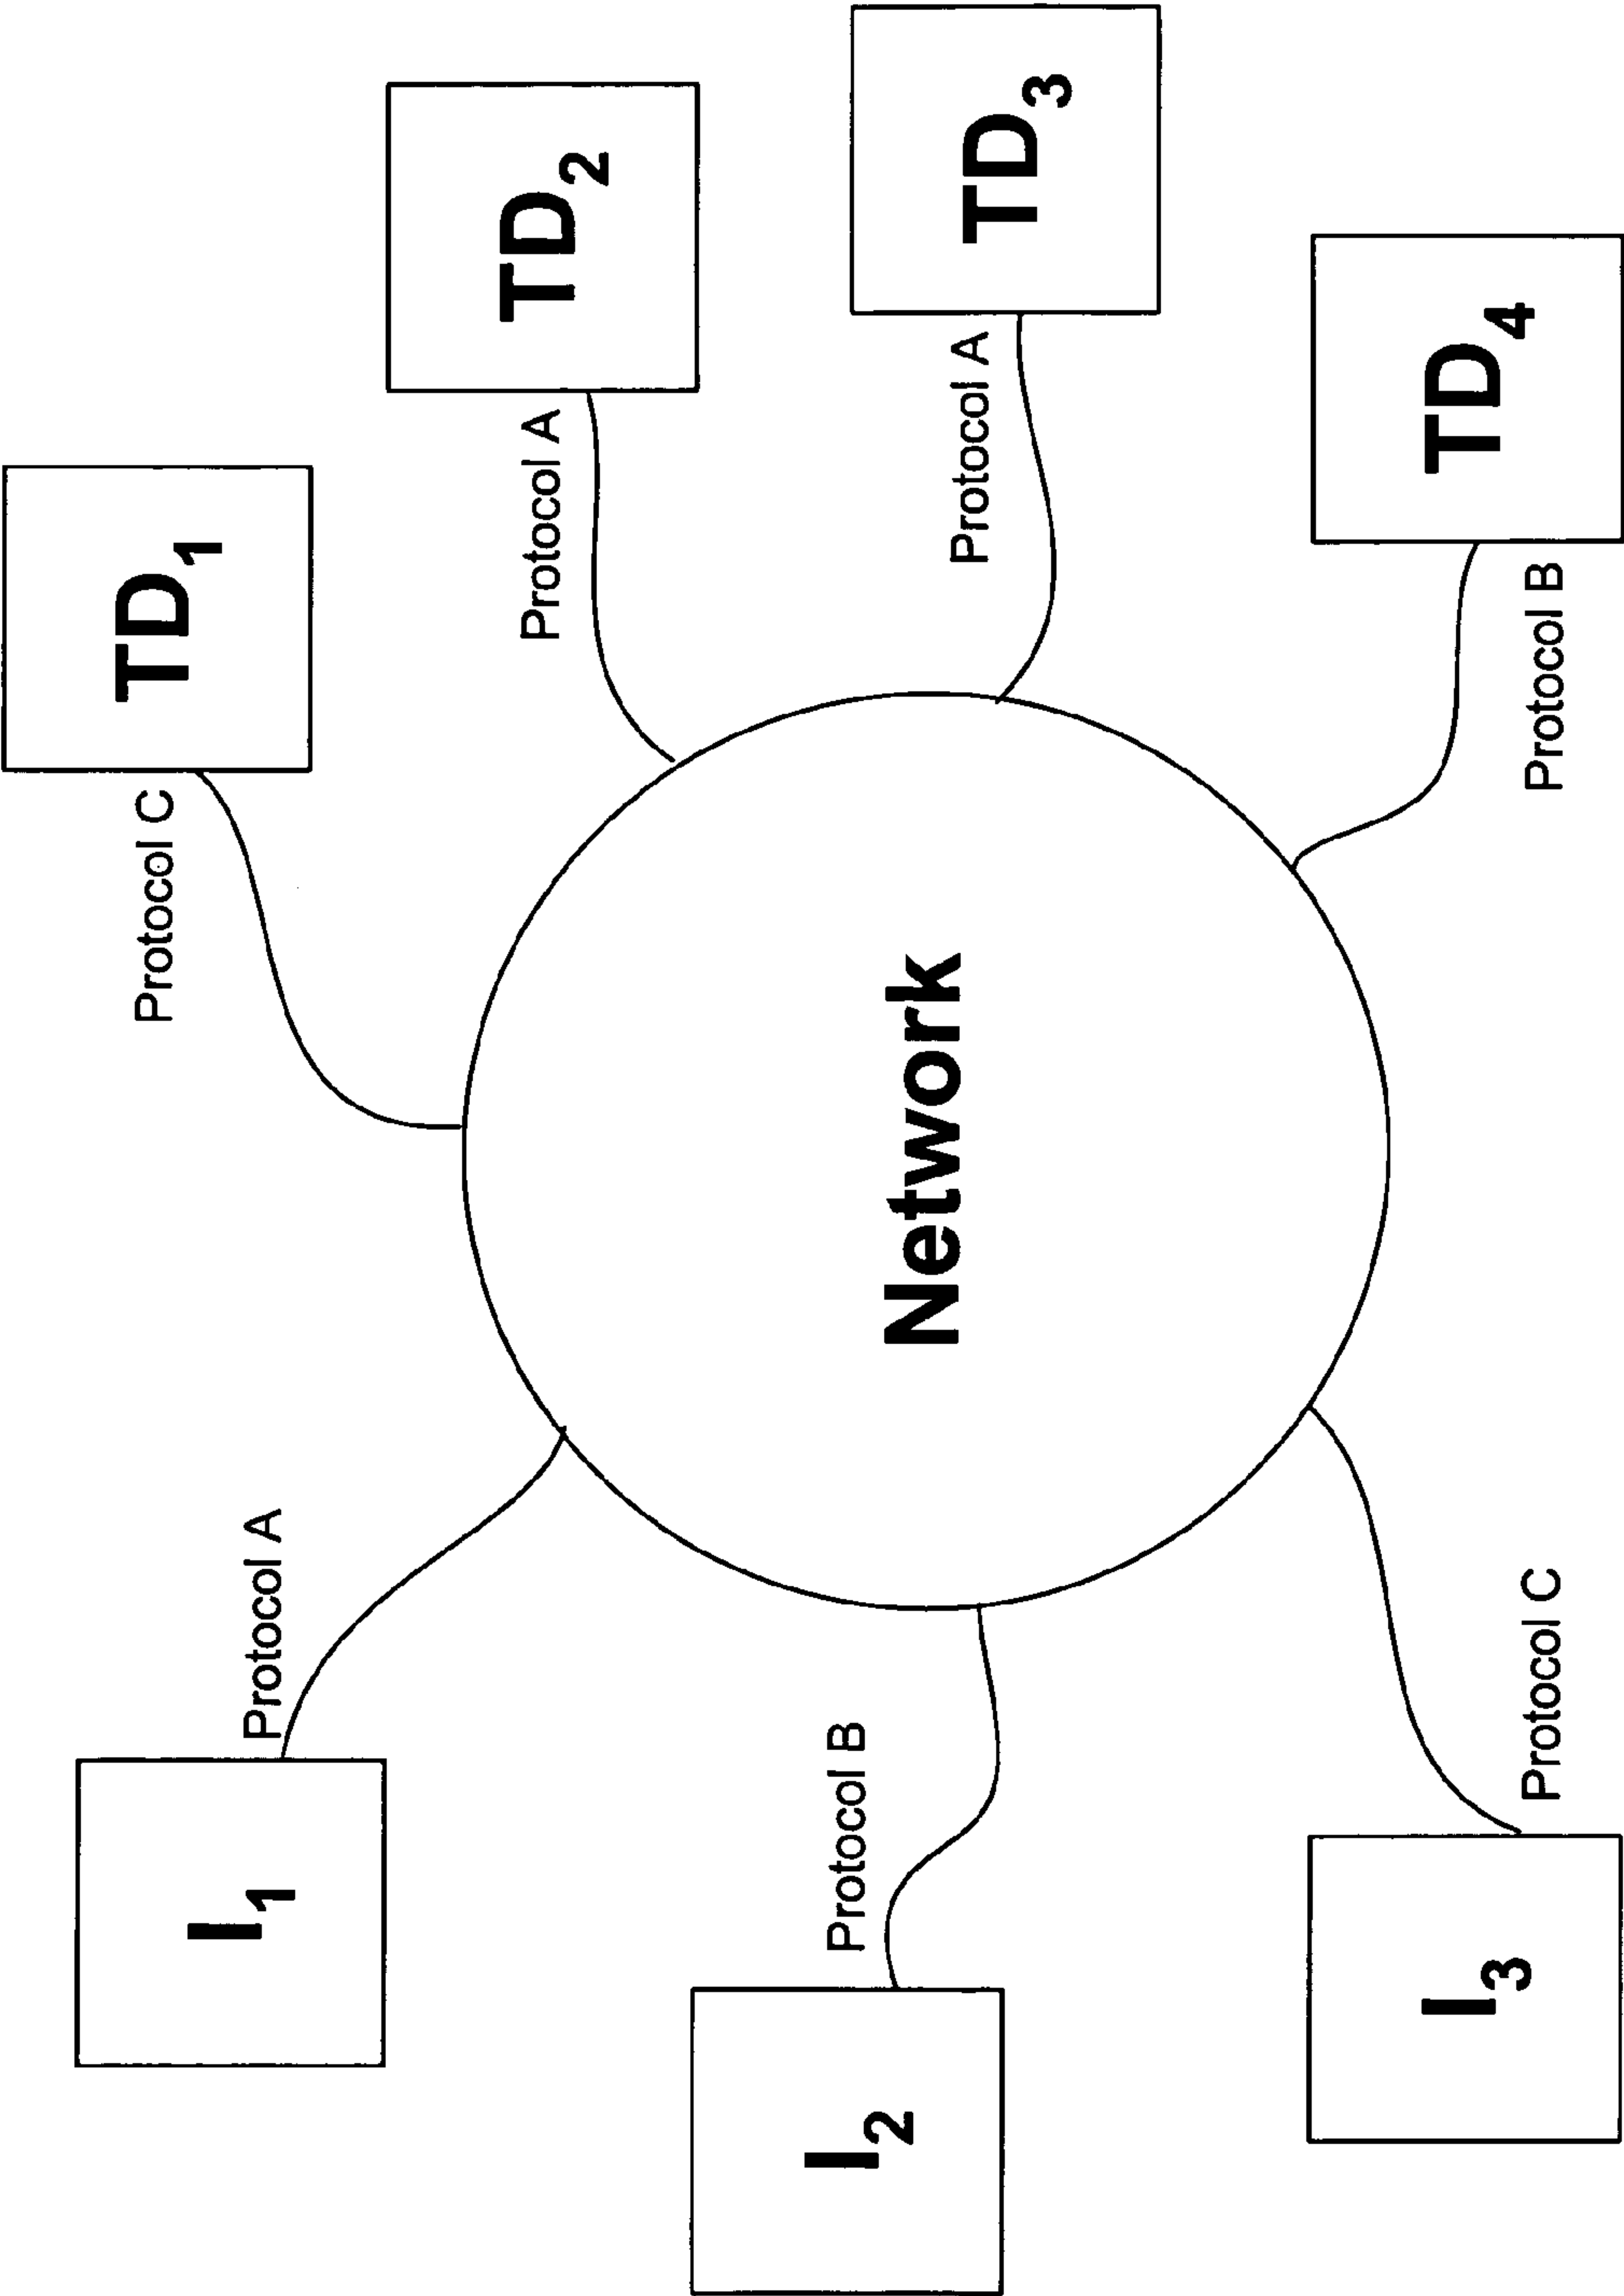 TD1
Protocol C
I1
Protocol A
TD2
Protocol A
I2
Protocol B
Network
TD3
Protocol A
TD4
Protocol B
I3
Protocol C